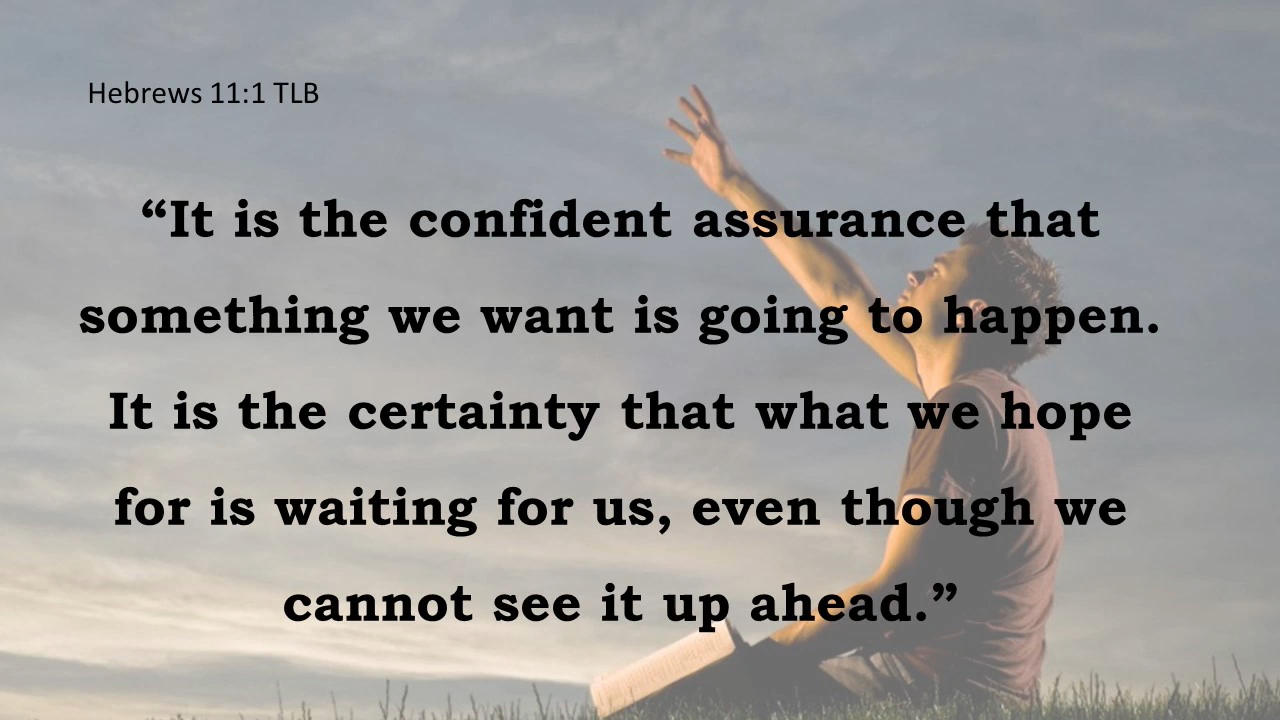 Hebrews 11:1 TLB
“It is the confident assurance that
something we want is going to happen.
It is the certainty that what we hope
for is waiting for us, even though we
cannot see it up ahead.”